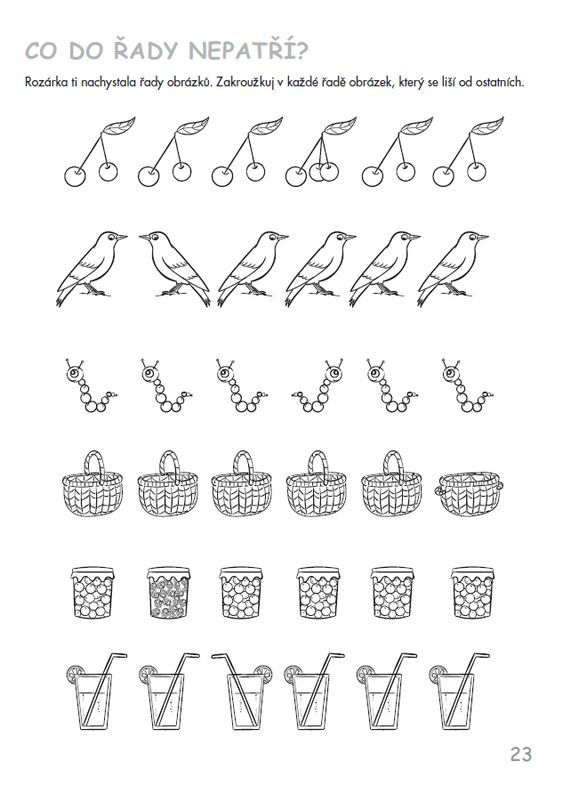 CO DO ŘADY NEPATŘÍ?
Rozárka ti nachystala řady obrázků. Zakroužkuj v každé řadě obrázek, který se liší od ostatních.
23